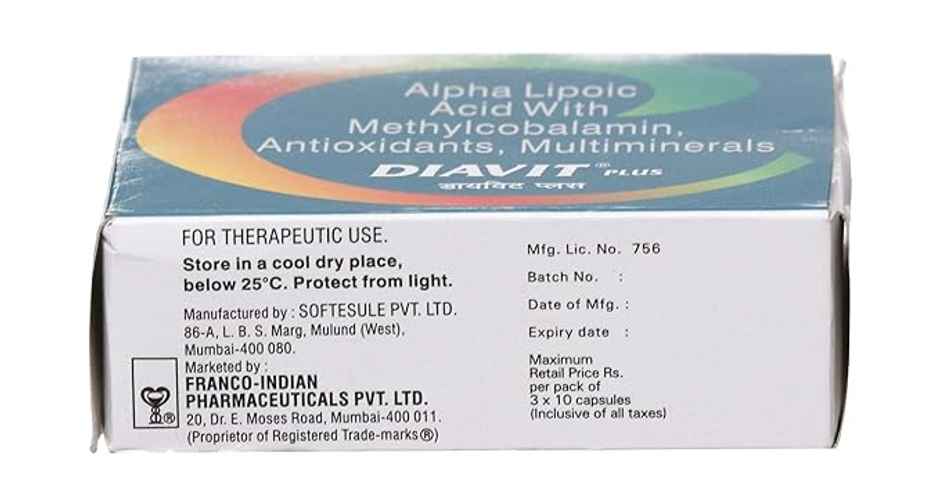 Alpha Lipoic
Acid With
Methylcobalamin,
Antioxidants, Multiminerals
DIAVIT ® PLUS
डायविट प्लस
FOR THERAPEUTIC USE.
Store in a cool dry place,
below 25°C. Protect from light.
Manufactured by : SOFTESULE PVT. LTD.
86-A, L. B. S. Marg, Mulund (West),
Mumbai-400 080.
Marketed by :
FRANCO-INDIAN
PHARMACEUTICALS PVT. LTD.
20, Dr. E. Moses Road, Mumbai-400 011.
(Proprietor of Registered Trade-marks®)
®
Mfg. Lic. No. 756
Batch No. :
Date of Mfg. :
Expiry date :
Maximum
Retail Price Rs.
per pack of
3 x 10 capsules
(Inclusive of all taxes)